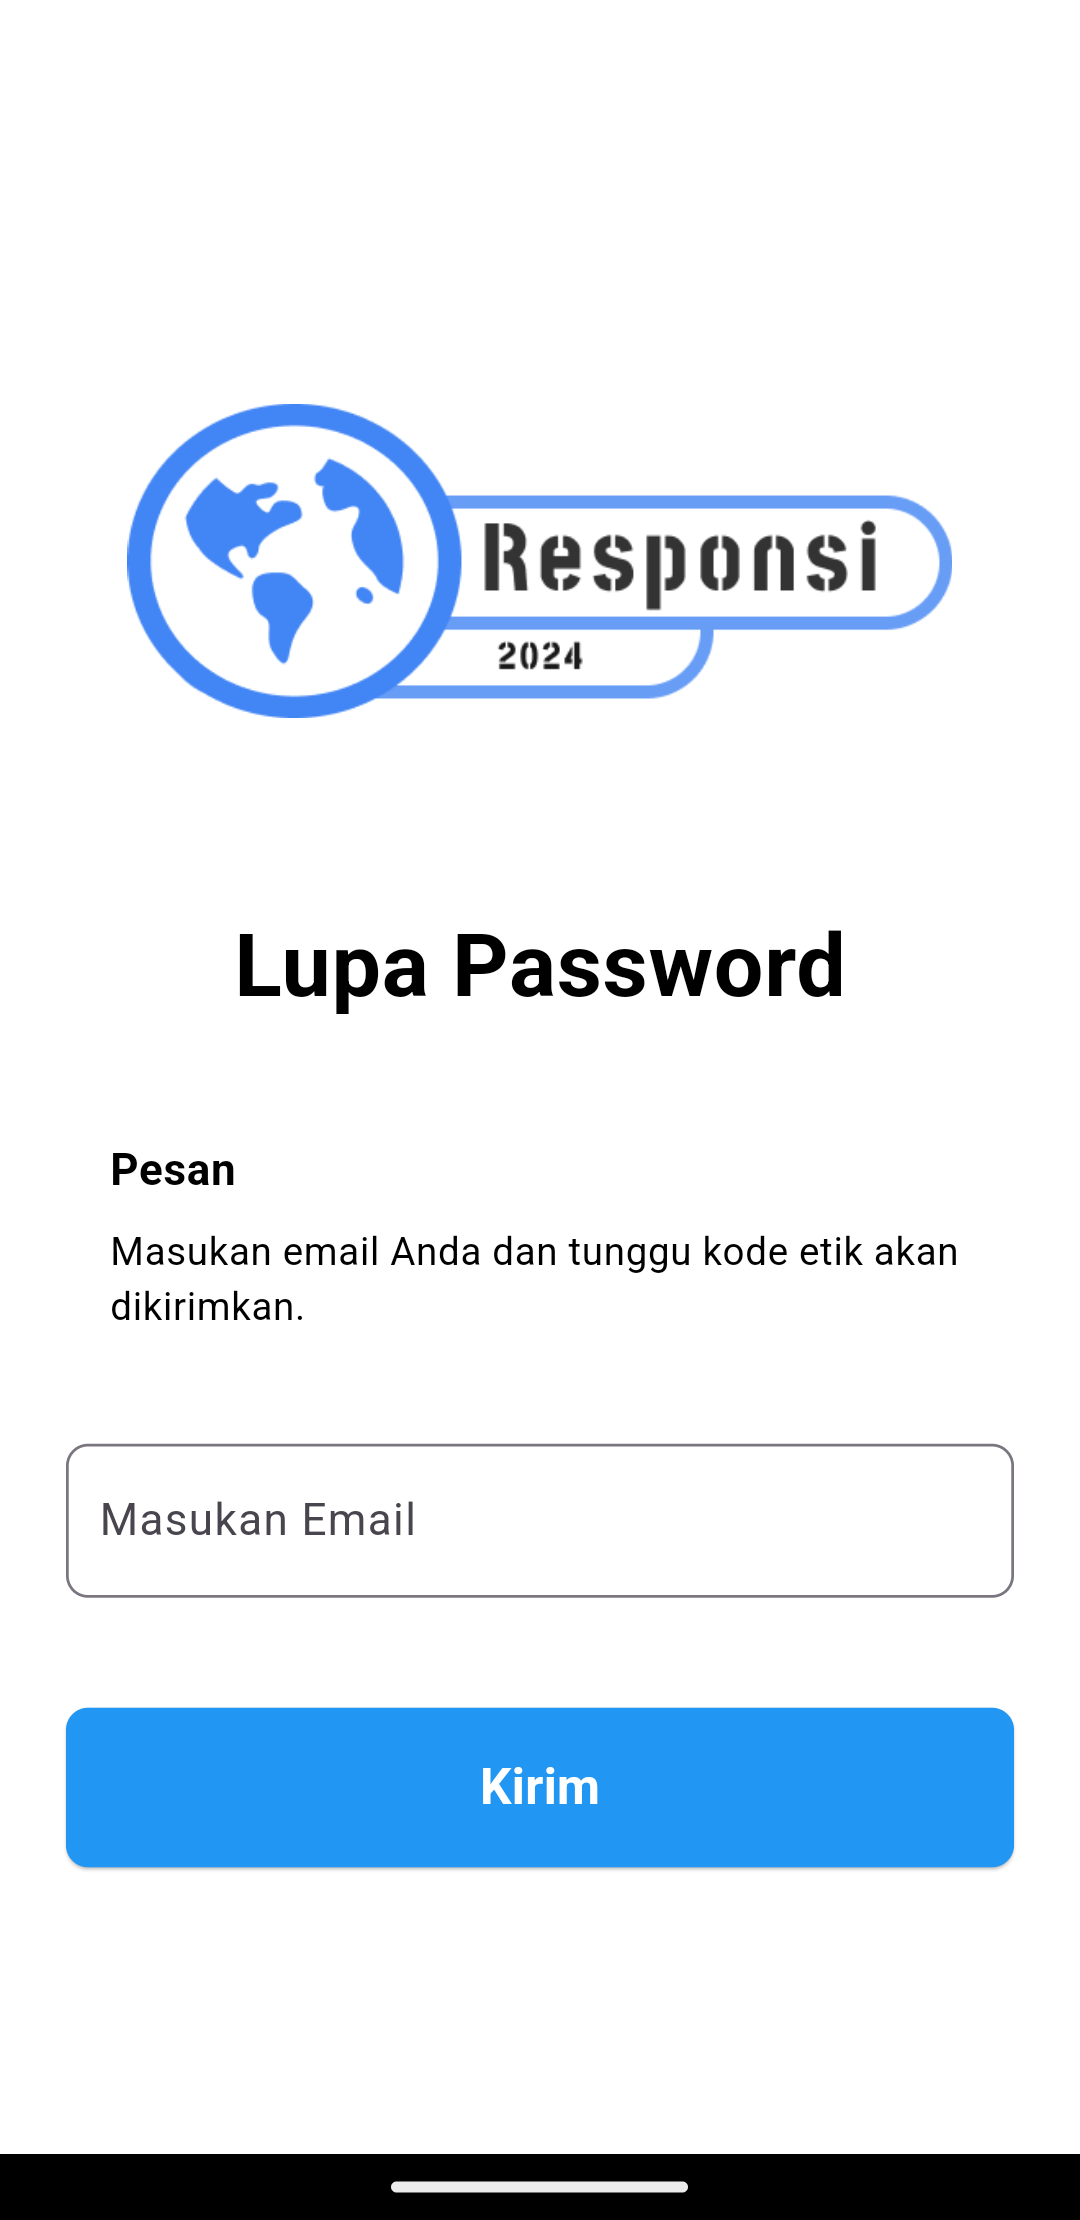 Responsi
2024
Lupa Password
Pesan
Masukan email Anda dan tunggu kode etik akan
dikirimkan.
Masukan Email
Kirim